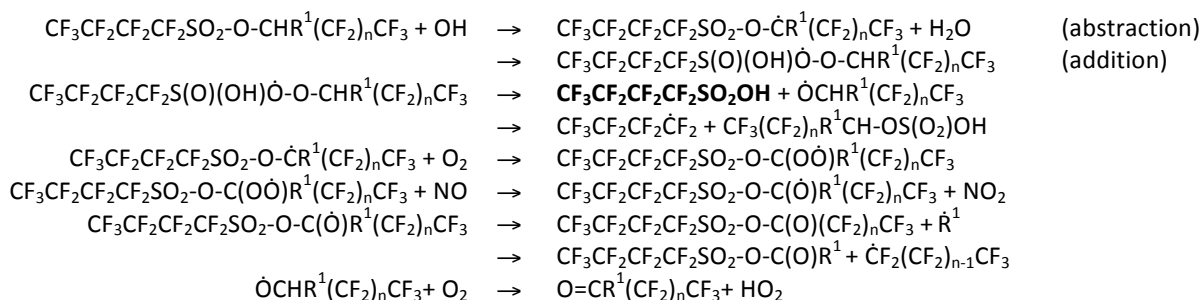 CF₃CF₂CF₂CF₂SO₂-O-CHR¹(CF₂)ₙCF₃ + OH → CF₃CF₂CF₂CF₂SO₂-O-ĊR¹(CF₂)ₙCF₃ + H₂O (abstraction)
→ CF₃CF₂CF₂CF₂S(O)(OH)Ȯ-O-CHR¹(CF₂)ₙCF₃ (addition)
CF₃CF₂CF₂CF₂S(O)(OH)Ȯ-O-CHR¹(CF₂)ₙCF₃ → CF₃CF₂CF₂CF₂SO₂OH + ȮCHR¹(CF₂)ₙCF₃
→ CF₃CF₂CF₂ĊF₂ + CF₃(CF₂)ₙR¹CH-OS(O₂)OH
CF₃CF₂CF₂CF₂SO₂-O-ĊR¹(CF₂)ₙCF₃ + O₂ → CF₃CF₂CF₂CF₂SO₂-O-C(OȮ)R¹(CF₂)ₙCF₃
CF₃CF₂CF₂CF₂SO₂-O-C(OȮ)R¹(CF₂)ₙCF₃ + NO → CF₃CF₂CF₂CF₂SO₂-O-C(Ȯ)R¹(CF₂)ₙCF₃ + NO₂
CF₃CF₂CF₂CF₂SO₂-O-C(Ȯ)R¹(CF₂)ₙCF₃ → CF₃CF₂CF₂CF₂SO₂-O-C(O)(CF₂)ₙCF₃ + Ṙ¹
→ CF₃CF₂CF₂CF₂SO₂-O-C(O)R¹ + ĊF₂(CF₂)ₙ₋₁CF₃
ȮCHR¹(CF₂)ₙCF₃+ O₂ → O=CR¹(CF₂)ₙCF₃+ HO₂